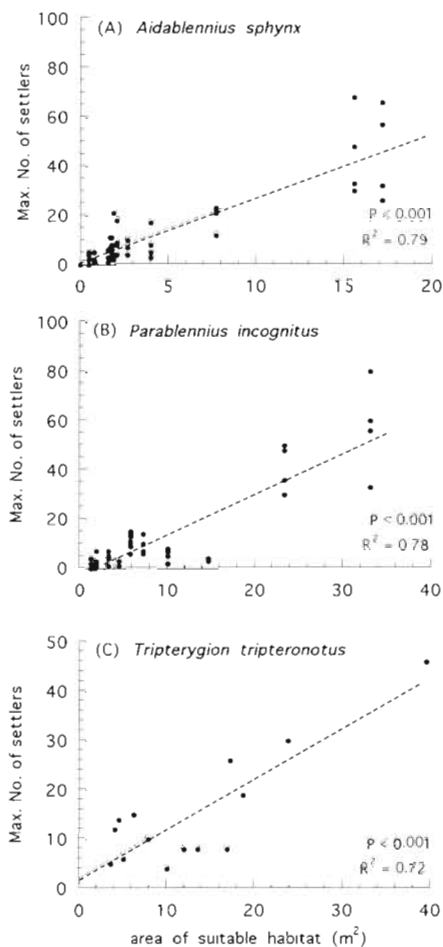 (A) Aidablennius sphynx
Max. No. of settlers
100
80
60
40
20
0
P < 0.001
R² = 0.79
0 5 10 15 20
(B) Parablennius incognitus
Max. No. of settlers
100
80
60
40
20
0
P < 0.001
R² = 0.78
0 10 20 30 40
(C) Tripterygion tripteronotus
Max. No. of settlers
50
40
30
20
10
0
P < 0.001
R² = 0.72
0 10 20 30 40
area of suitable habitat (m²)